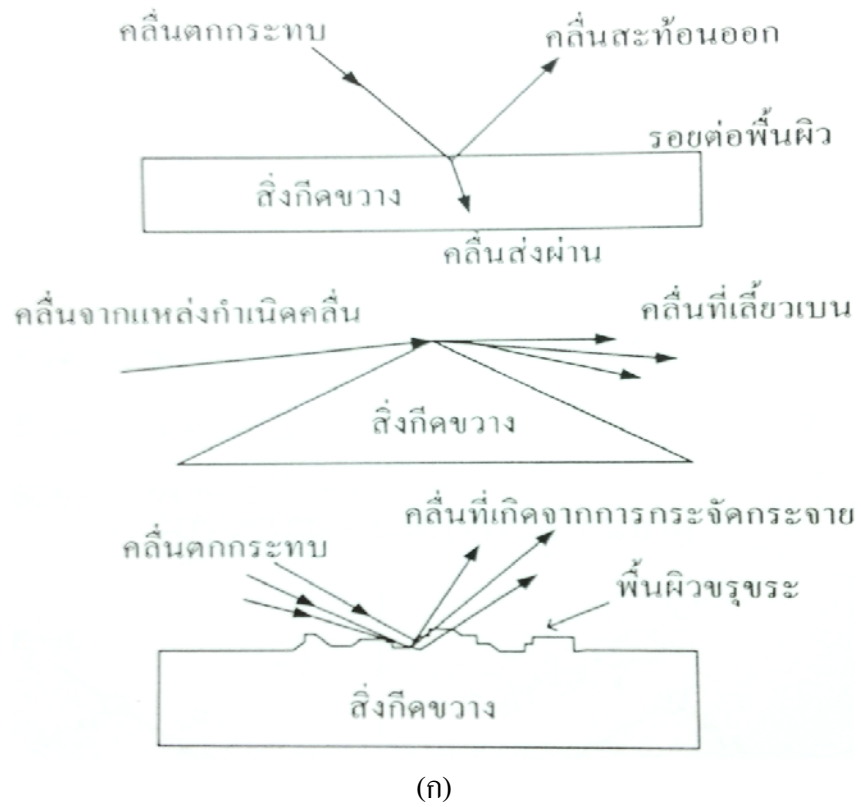 คลื่นตกกระทบ
คลื่นสะท้อนออก
รอยต่อพื้นผิว
สิ่งกีดขวาง
คลื่นส่งผ่าน
คลื่นจากแหล่งกำเนิดคลื่น
คลื่นที่เลี้ยวเบน
สิ่งกีดขวาง
คลื่นที่เกิดจากการกระจัดกระจาย
คลื่นตกกระทบ
พื้นผิวขรุขระ
สิ่งกีดขวาง
(ก)